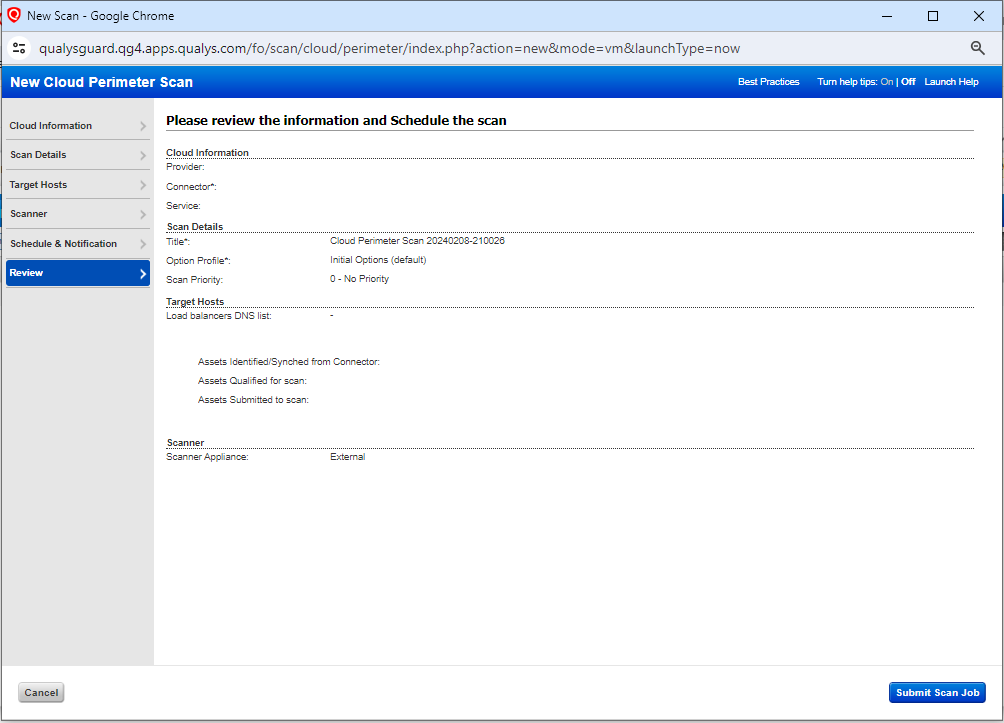 New Scan - Google Chrome
qualysguard.qg4.apps.qualys.com/fo/scan/cloud/perimeter/index.php?action=new&mode=vm&launchType=now
New Cloud Perimeter Scan
Best Practices Turn help tips: On | Off Launch Help
Cloud Information
Scan Details
Target Hosts
Scanner
Schedule & Notification
Review
Please review the information and Schedule the scan
Cloud Information
Provider:
Connector*:
Service:
Scan Details
Title*: Cloud Perimeter Scan 20240208-210026
Option Profile*: Initial Options (default)
Scan Priority: 0 - No Priority
Target Hosts
Load balancers DNS list: -
Assets Identified/Synched from Connector:
Assets Qualified for scan:
Assets Submitted to scan:
Scanner
Scanner Appliance: External
Cancel
Submit Scan Job